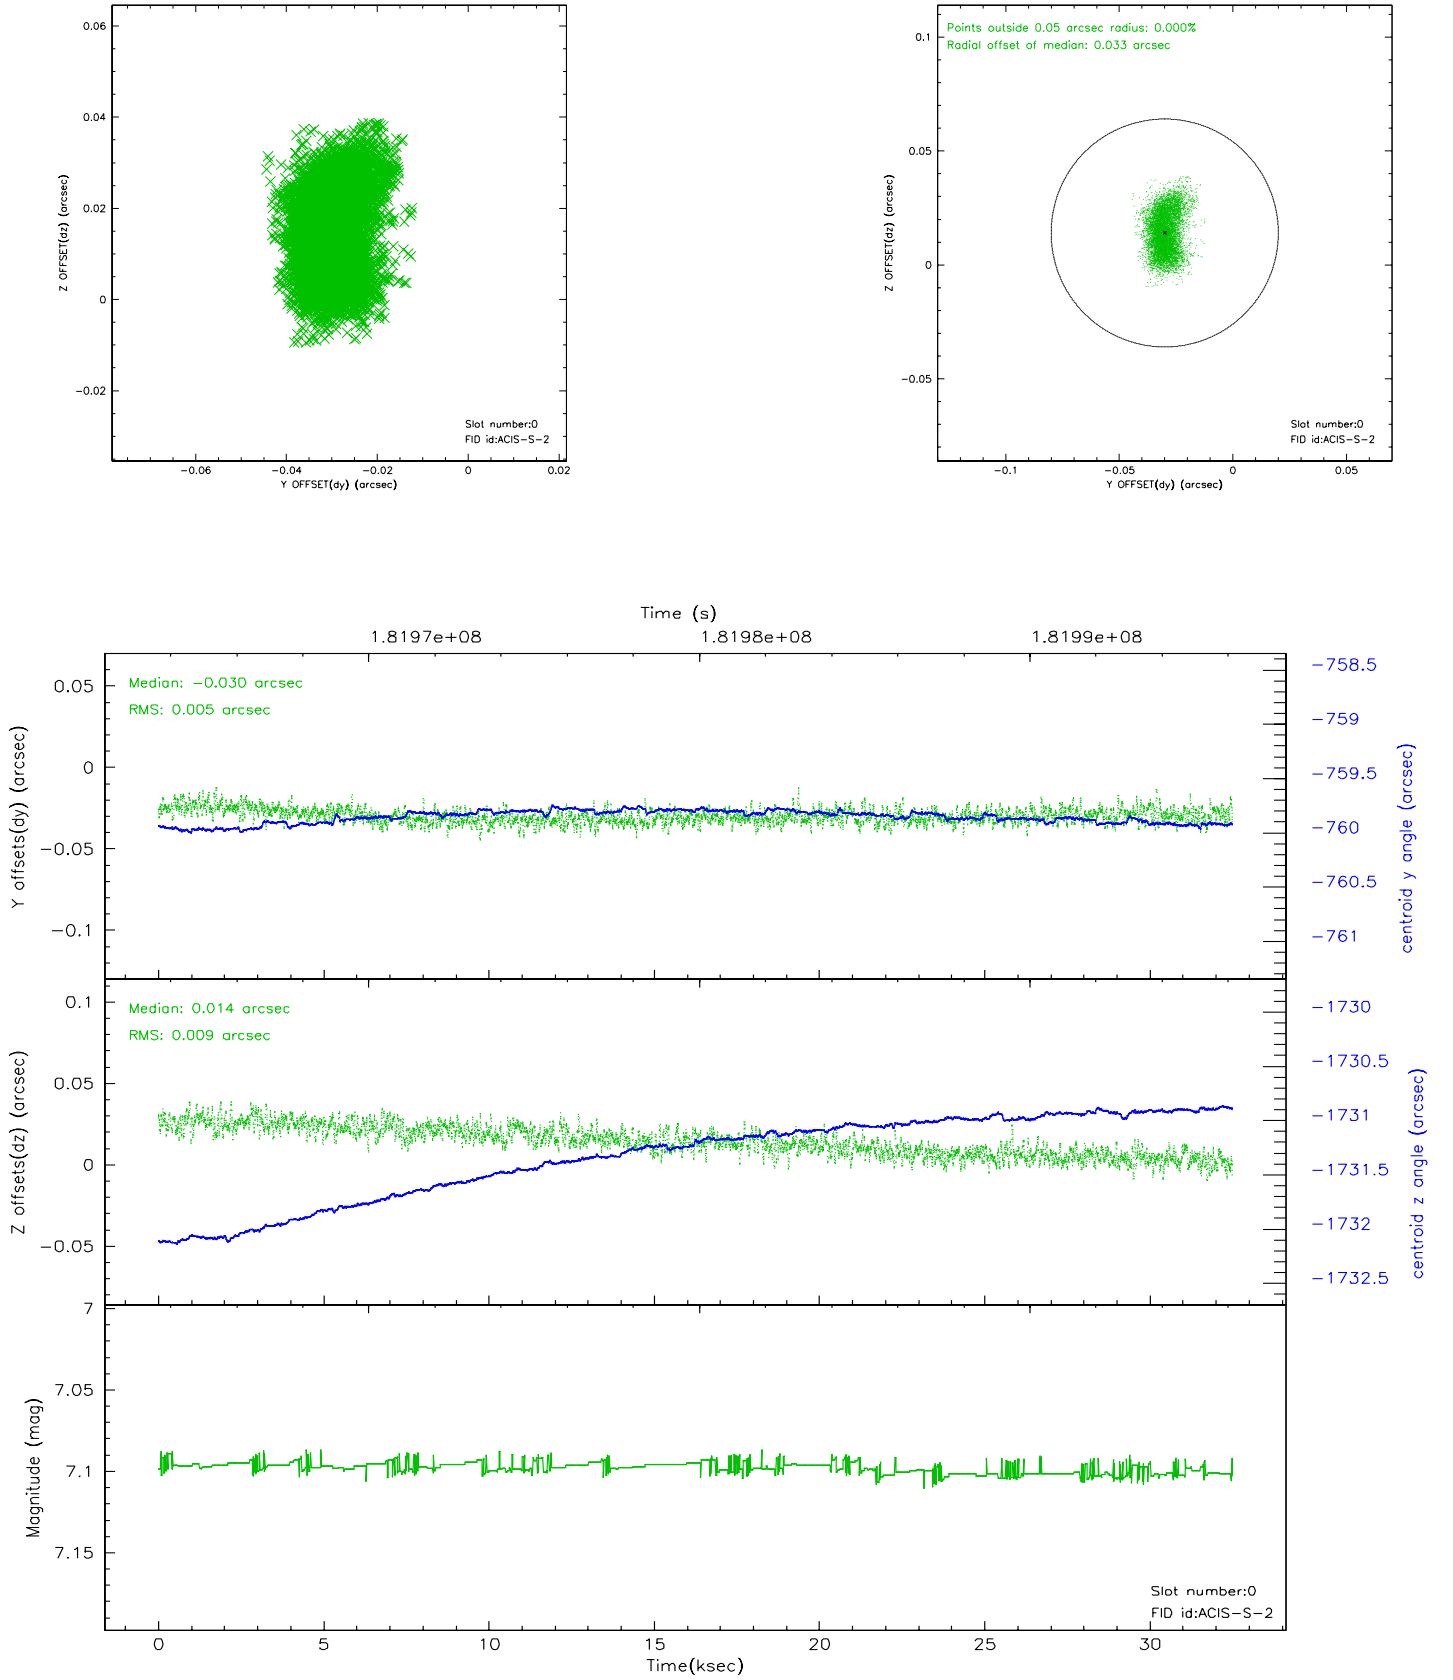 0.06
0.04
0.02
0
−0.02
Z OFFSET(dz) (arcsec)
Slot number:0
FID id:ACIS−S−2
−0.06
−0.04
−0.02
0
0.02
Y OFFSET(dy) (arcsec)
Points outside 0.05 arcsec radius: 0.000%
Radial offset of median: 0.033 arcsec
0.1
0.05
0
−0.05
Z OFFSET(dz) (arcsec)
Slot number:0
FID id:ACIS−S−2
−0.1
−0.05
0
0.05
Y OFFSET(dy) (arcsec)
Time (s)
1.8197e+08
1.8198e+08
1.8199e+08
Median: −0.030 arcsec
RMS: 0.005 arcsec
0.05
0
−0.05
−0.1
Y offsets(dy) (arcsec)
−758.5
−759
−759.5
−760
−760.5
−761
centroid y angle (arcsec)
Median: 0.014 arcsec
RMS: 0.009 arcsec
0.1
0.05
0
−0.05
Z offsets(dz) (arcsec)
−1730
−1730.5
−1731
−1731.5
−1732
−1732.5
centroid z angle (arcsec)
7
7.05
7.1
7.15
Magnitude (mag)
Slot number:0
FID id:ACIS−S−2
0
5
10
15
20
25
30
Time(ksec)